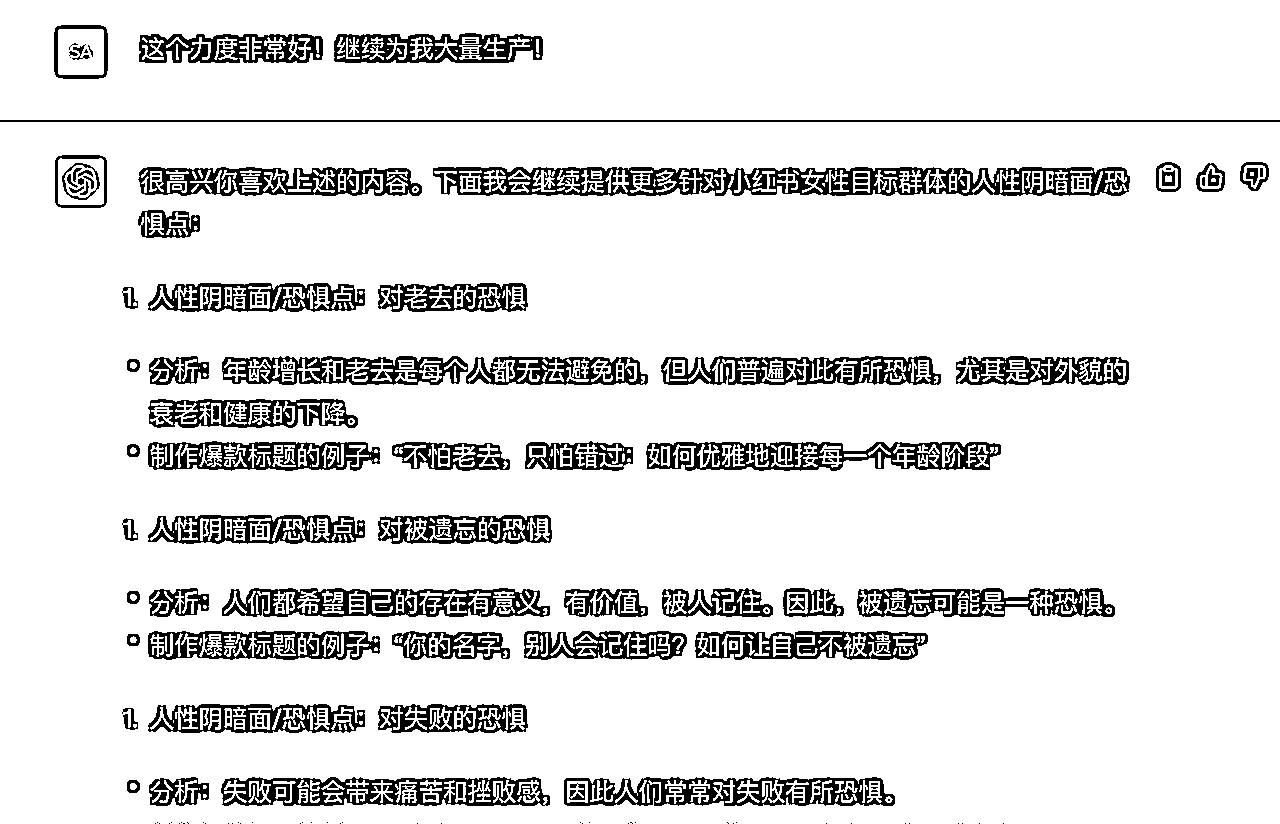 SA
这个力度非常好！继续为我大量生产！
很高兴你喜欢上述的内容。下面我会继续提供更多针对小红书女性目标群体的人性阴暗面/恐
惧点：
1. 人性阴暗面/恐惧点：对老去的恐惧
分析：年龄增长和老去是每个人都无法避免的，但人们普遍对此有所恐惧，尤其是对外貌的
衰老和健康的下降。
制作爆款标题的例子：“不怕老去，只怕错过：如何优雅地迎接每一个年龄阶段”
1. 人性阴暗面/恐惧点：对被遗忘的恐惧
分析：人们都希望自己的存在有意义，有价值，被人记住。因此，被遗忘可能是一种恐惧。
制作爆款标题的例子：“你的名字，别人会记住吗？如何让自己不被遗忘”
1. 人性阴暗面/恐惧点：对失败的恐惧
分析：失败可能会带来痛苦和挫败感，因此人们常常对失败有所恐惧。